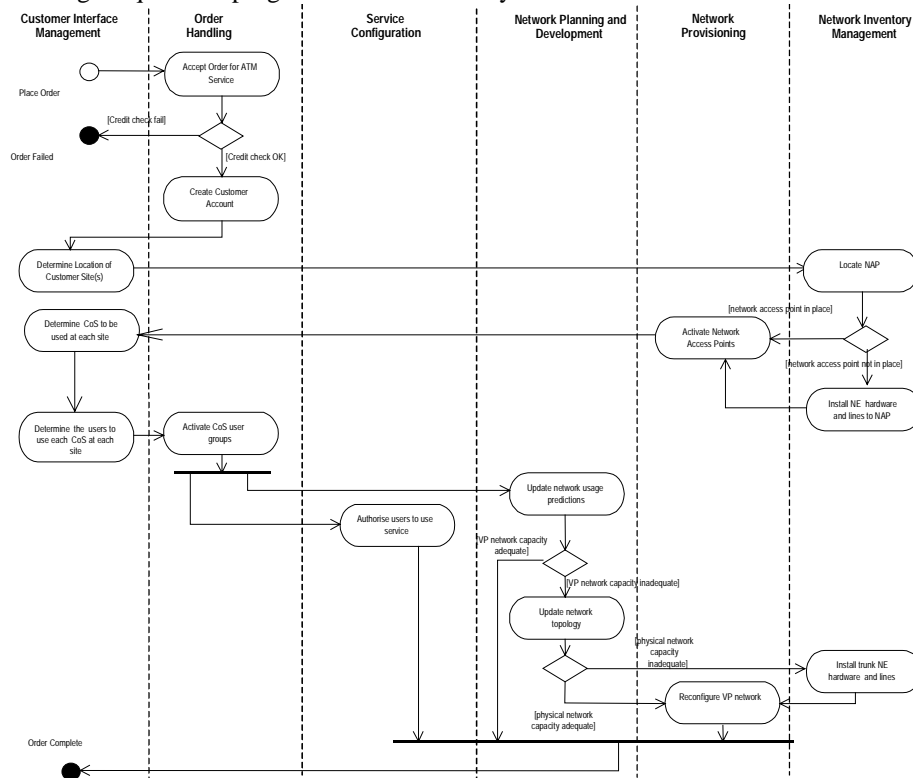 Customer Interface
Management
Order
Handling
Service
Configuration
Network Planning and
Development
Network
Provisioning
Network Inventory
Management
Accept Order for ATM
Service
Place Order
[Credit check fail]
Order Failed
[Credit check OK]
Create Customer
Account
Determine Location of
Customer Site(s)
Locate NAP
[network access point in place]
Determine CoS to be
used at each site
Activate Network
Access Points
[network access point not in place]
Install NE hardware
and lines to NAP
Determine the users to
use each CoS at each
site
Activate CoS user
groups
Update network usage
predictions
Authorise users to use
service
[VP network capacity
adequate]
[VP network capacity inadequate]
Update network
topology
[physical network
capacity
inadequate]
Install trunk NE
hardware and lines
Reconfigure VP network
[physical network
capacity adequate]
Order Complete